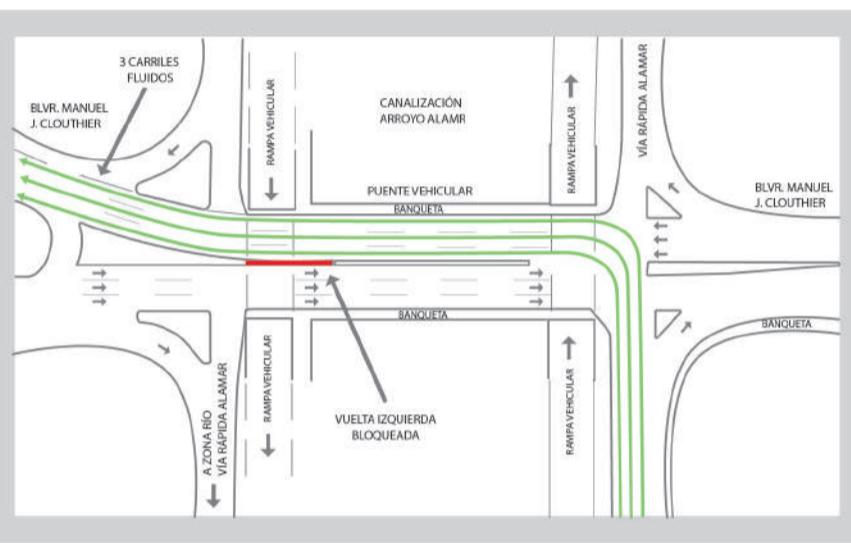 3 CARRILES
FLUIDOS
BLVR. MANUEL
J. CLOUTHIER
RAMPA VEHICULAR
CANALIZACIÓN
ARROYO ALAMR
RAMPA VEHICULAR
VÍA RÁPIDA ALAMAR
BLVR. MANUEL
J. CLOUTHIER
PUENTE VEHICULAR
BANQUETA
BANQUETA
BANQUETA
A ZONA RÍO
VÍA RÁPIDA ALAMAR
RAMPA VEHICULAR
VUELTA IZQUIERDA
BLOQUEADA
RAMPA VEHICULAR